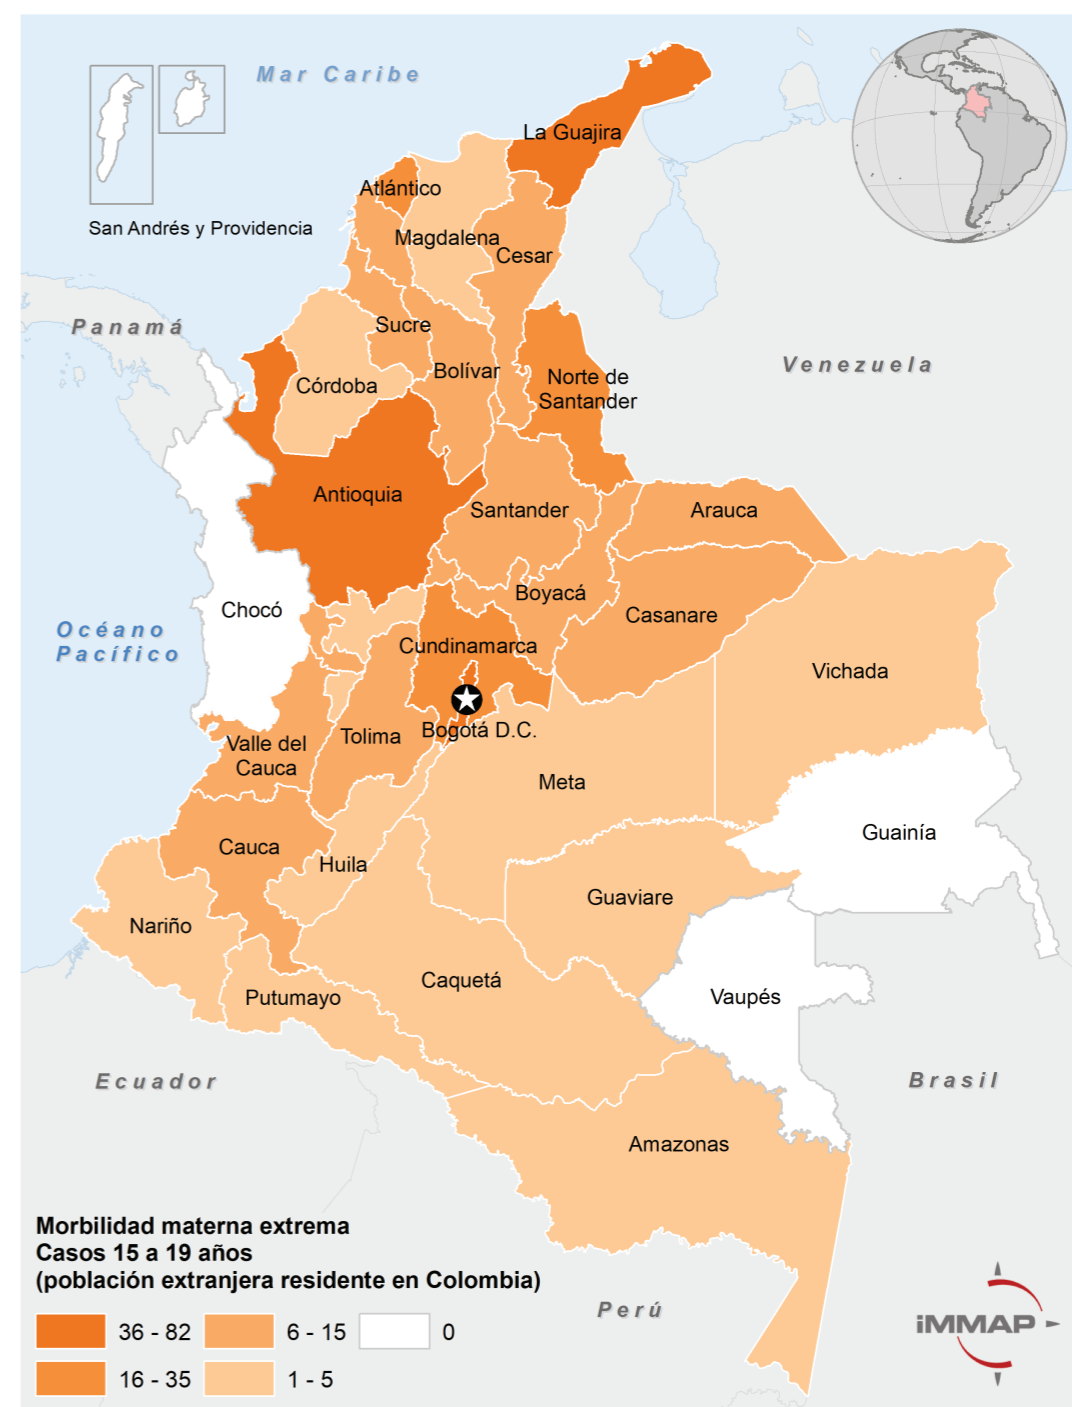 Mar Caribe
La Guajira
Atlántico
San Andrés y Providencia
Magdalena
Cesar
Panamá
Sucre
Venezuela
Bolívar
Córdoba
Norte de
Santander
Antioquia
Santander
Arauca
Boyacá
Chocó
Casanare
Océano
Pacífico
Cundinamarca
Vichada
Bogotá D.C.
Tolima
Valle del
Cauca
Meta
Guainía
Cauca
Huila
Guaviare
Nariño
Caquetá
Putumayo
Vaupés
Ecuador
Brasil
Amazonas
Morbilidad materna extrema
Casos 15 a 19 años
(población extranjera residente en Colombia)
Perú
36 - 82
6 - 15
0
16 - 35
1 - 5
iMMAP